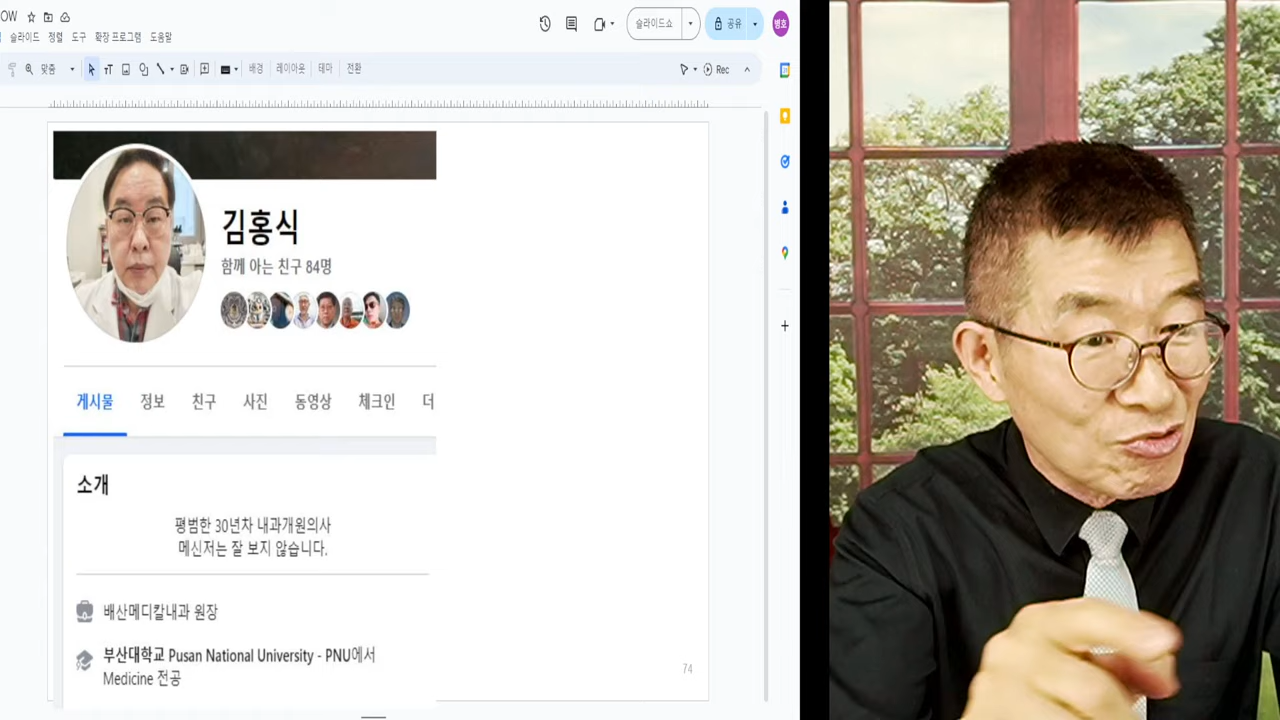 OW
슬라이드쇼
공유
범호
슬라이드 정렬 도구 확장 프로그램 도움말
맞춤
배경 레이아웃 테마 전환
Rec
김홍식
함께 아는 친구 84명
게시물 정보 친구 사진 동영상 체크인 더
소개
평범한 30년차 내과개원의사
메신저는 잘 보지 않습니다.
배산메디칼내과 원장
부산대학교 Pusan National University - PNU에서
Medicine 전공
74